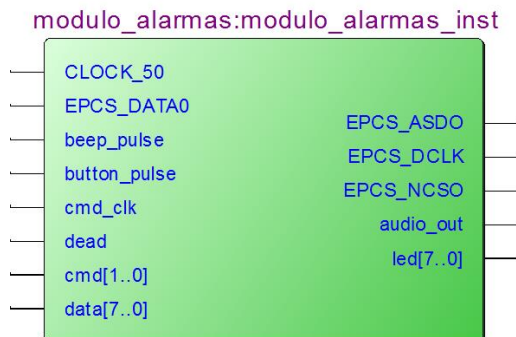 modulo_alarmas:modulo_alarmas_inst
CLOCK_50
EPCS_DATA0
beep_pulse
button_pulse
cmd_clk
dead
cmd[1..0]
data[7..0]
EPCS_ASDO
EPCS_DCLK
EPCS_NCSO
audio_out
led[7..0]